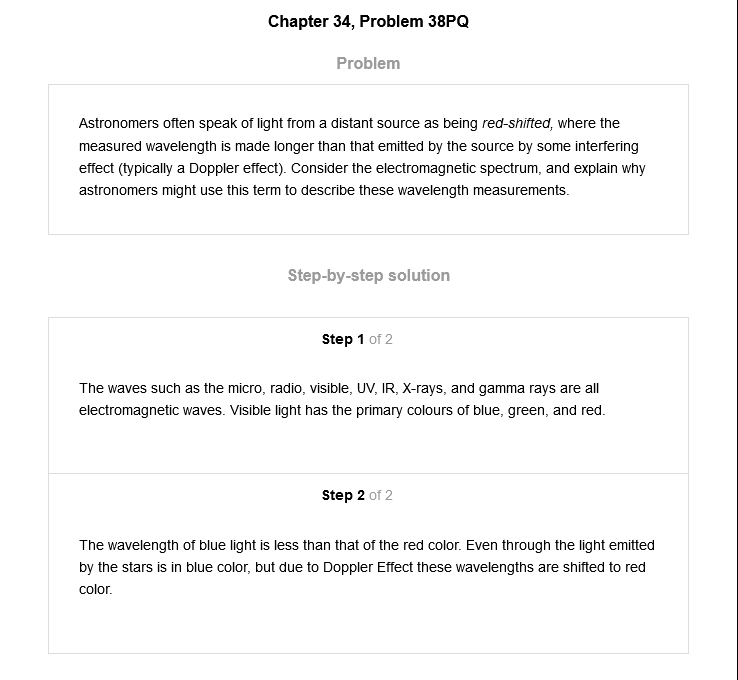 Chapter 34, Problem 38PQ
Problem
Astronomers often speak of light from a distant source as being red-shifted, where the
measured wavelength is made longer than that emitted by the source by some interfering
effect (typically a Doppler effect). Consider the electromagnetic spectrum, and explain why
astronomers might use this term to describe these wavelength measurements.
Step-by-step solution
Step 1 of 2
The waves such as the micro, radio, visible, UV, IR, X-rays, and gamma rays are all
electromagnetic waves. Visible light has the primary colours of blue, green, and red.
Step 2 of 2
The wavelength of blue light is less than that of the red color. Even through the light emitted
by the stars is in blue color, but due to Doppler Effect these wavelengths are shifted to red
color.